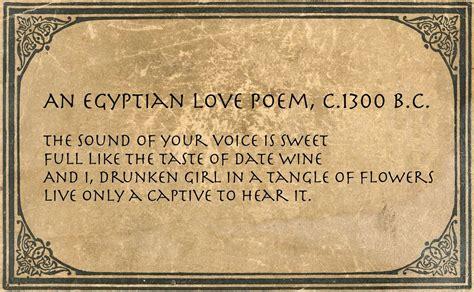 AN EGYPTIAN LOVE POEM, C.1300 B.C.
THE SOUND OF YOUR VOICE IS SWEET
FULL LIKE THE TASTE OF DATE WINE
AND I, DRUNKEN GIRL IN A TANGLE OF FLOWERS
LIVE ONLY A CAPTIVE TO HEAR IT.